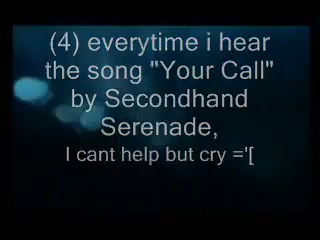 (4) everytime i hear
the song "Your Call"
by Secondhand
Serenade,
I cant help but cry ='[